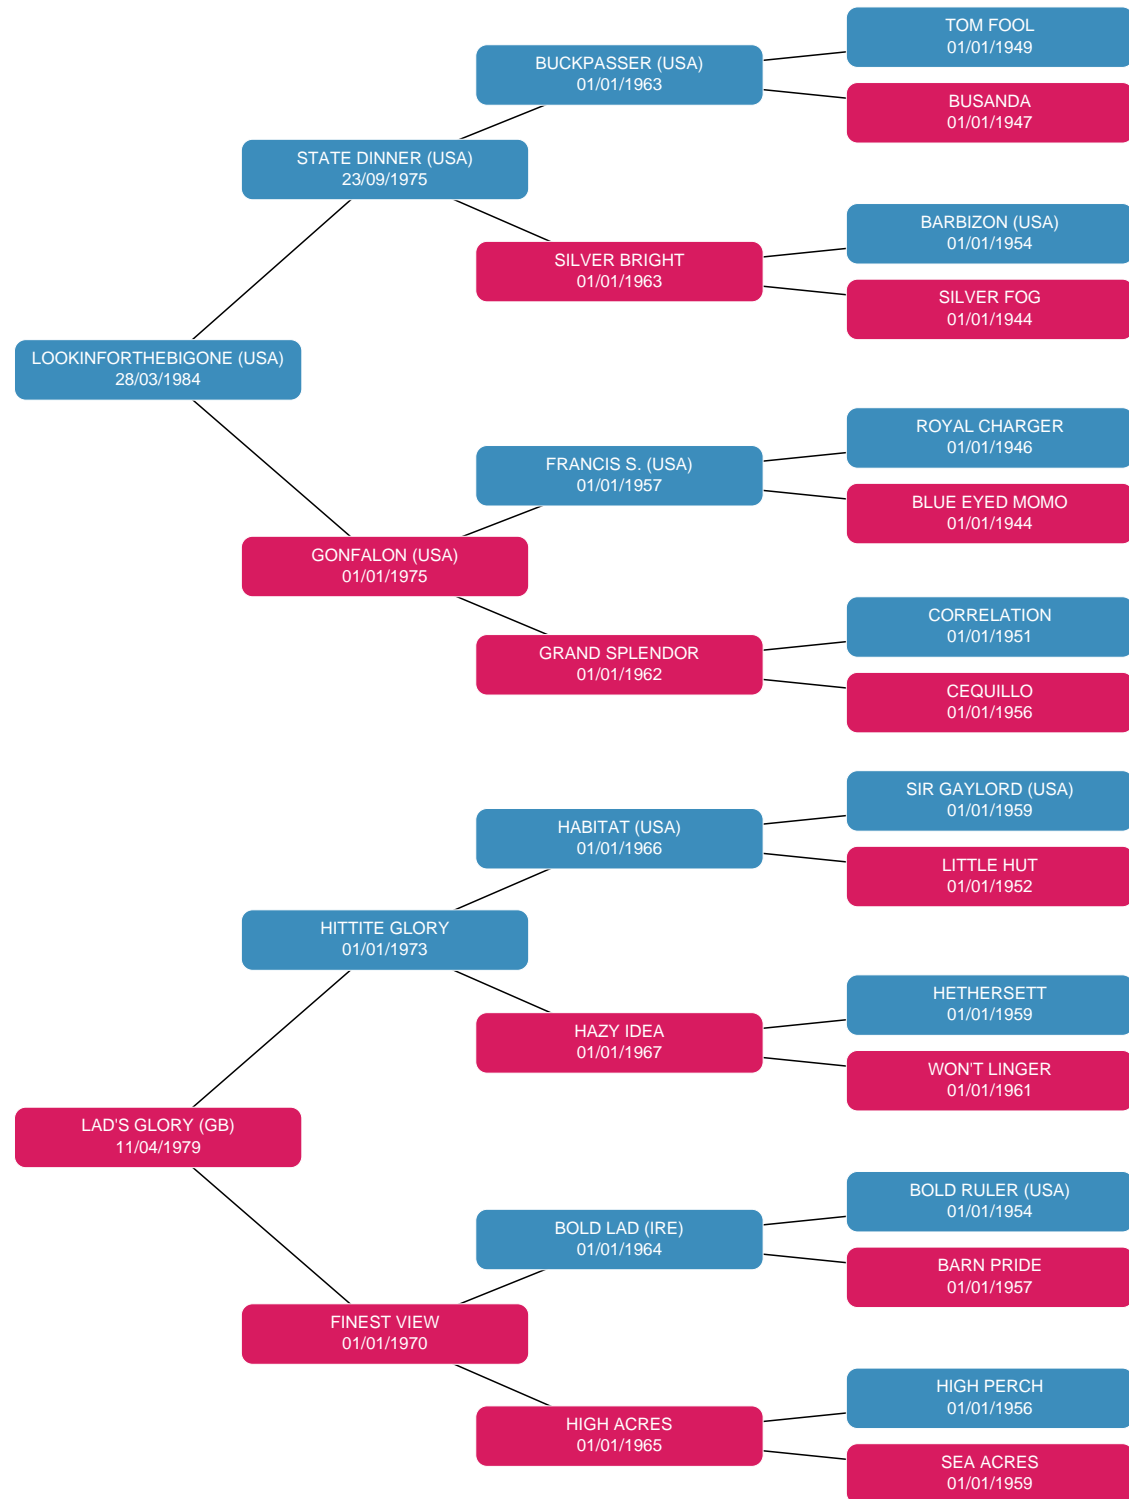 TOM FOOL
01/01/1949
BUCKPASSER (USA)
01/01/1963
BUSANDA
01/01/1947
STATE DINNER (USA)
23/09/1975
BARBIZON (USA)
01/01/1954
SILVER BRIGHT
01/01/1963
SILVER FOG
01/01/1944
LOOKINFORTHEBIGONE (USA)
28/03/1984
ROYAL CHARGER
01/01/1946
FRANCIS S. (USA)
01/01/1957
BLUE EYED MOMO
01/01/1944
GONFALON (USA)
01/01/1975
CORRELATION
01/01/1951
GRAND SPLENDOR
01/01/1962
CEQUILLO
01/01/1956
SIR GAYLORD (USA)
01/01/1959
HABITAT (USA)
01/01/1966
LITTLE HUT
01/01/1952
HITTITE GLORY
01/01/1973
HETHERSETT
01/01/1959
HAZY IDEA
01/01/1967
WON'T LINGER
01/01/1961
LAD'S GLORY (GB)
11/04/1979
BOLD RULER (USA)
01/01/1954
BOLD LAD (IRE)
01/01/1964
BARN PRIDE
01/01/1957
FINEST VIEW
01/01/1970
HIGH PERCH
01/01/1956
HIGH ACRES
01/01/1965
SEA ACRES
01/01/1959